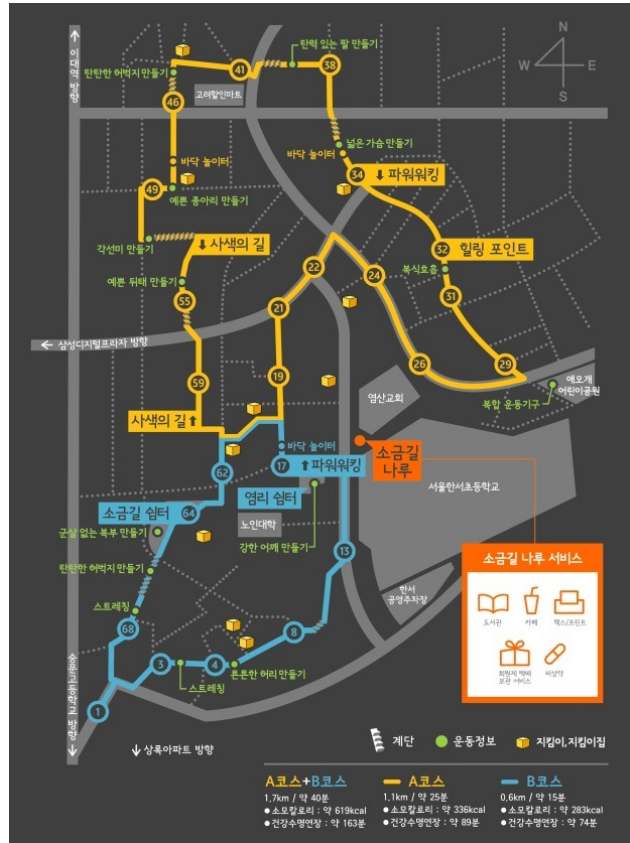 이대역 방향
N
W
E
S
탄력 있는 팔 만들기
41
38
탄탄한 허벅지 만들기
고려할인마트
46
넓은 가슴 만들기
바닥 놀이터
바닥 놀이터
34
↓ 파워워킹
49
예쁜 종아리 만들기
각선미 만들기
↓ 사색의 길
32
힐링 포인트
22
24
복식호흡
예쁜 뒤태 만들기
31
55
21
← 삼성디지털프라자 방향
26
29
59
19
애오개
어린이공원
염산교회
복합 운동기구
사색의 길↑
바닥 놀이터
소금길
나루
62
17
↑파워워킹
서울한서초등학교
소금길 쉼터
64
염리 쉼터
군살 없는 복부 만들기
노인대학
강한 어깨 만들기
13
소금길 나루 서비스
탄탄한 허벅지 만들기
한서
공영주차장
도서관
카페
팩스/프린트
스트레칭
68
8
회원제 택배
보관 서비스
비상약
3
4
튼튼한 허리 만들기
스트레칭
1
숭문고등학교 방향
↓ 상록아파트 방향
계단
운동정보
지킴이,지킴이집
A코스+B코스
1.7km / 약 40분
● 소모칼로리 : 약 619kcal
● 건강수명연장 : 약 163분
A코스
1.1km / 약 25분
● 소모칼로리 : 약 336kcal
● 건강수명연장 : 약 89분
B코스
0.6km / 약 15분
● 소모칼로리 : 약 283kcal
● 건강수명연장 : 약 74분